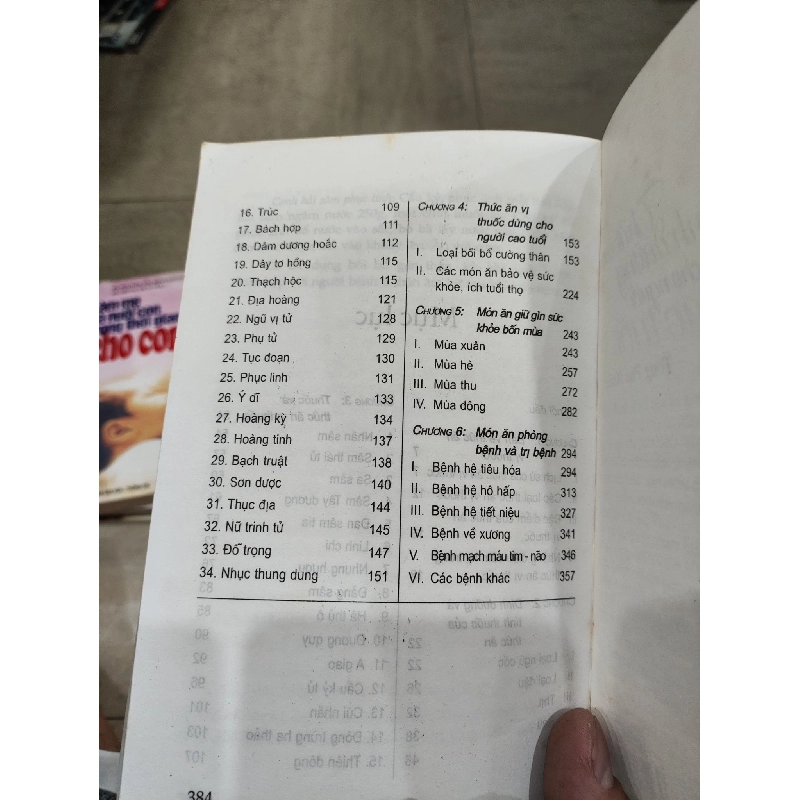 16. Trúc 109
17. Bách hợp 111
18. Dâm dương hoắc 112
19. Dây tơ hồng 115
20. Thạch hộc 115
21. Địa hoàng 121
22. Ngũ vị tử 128
23. Phụ tử 129
24. Tục đoạn 130
25. Phục linh 131
26. Ý dĩ 133
27. Hoàng kỳ 134
28. Hoàng tinh 137
29. Bạch truật 138
30. Sơn dược 140
31. Thục địa 144
32. Nữ trinh tử 145
33. Đỗ trọng 147
34. Nhục thung dung 151
CHƯƠNG 4: Thức ăn vị
thuốc dùng cho
người cao tuổi 153
I. Loại bồi bổ cường thân 153
II. Các món ăn bảo vệ sức
khỏe, ích tuổi thọ 224
CHƯƠNG 5: Món ăn giữ gìn sức
khỏe bốn mùa 243
I. Mùa xuân 243
II. Mùa hè 257
III. Mùa thu 272
IV. Mùa đông 282
CHƯƠNG 6: Món ăn phòng
bệnh và trị bệnh 294
I. Bệnh hệ tiêu hóa 294
II. Bệnh hệ hô hấp 313
III. Bệnh hệ tiết niệu 327
IV. Bệnh về xương 341
V. Bệnh mạch máu tim - não 346
VI. Các bệnh khác 357
384
cho con